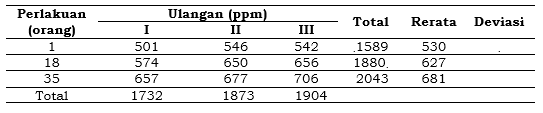 Perlakuan (orang) Ulangan (ppm) Total Rerata Deviasi
I II III
1 501 546 542 .1589 530 .
18 574 650 656 1880. 627
35 657 677 706 2043 681
Total 1732 1873 1904